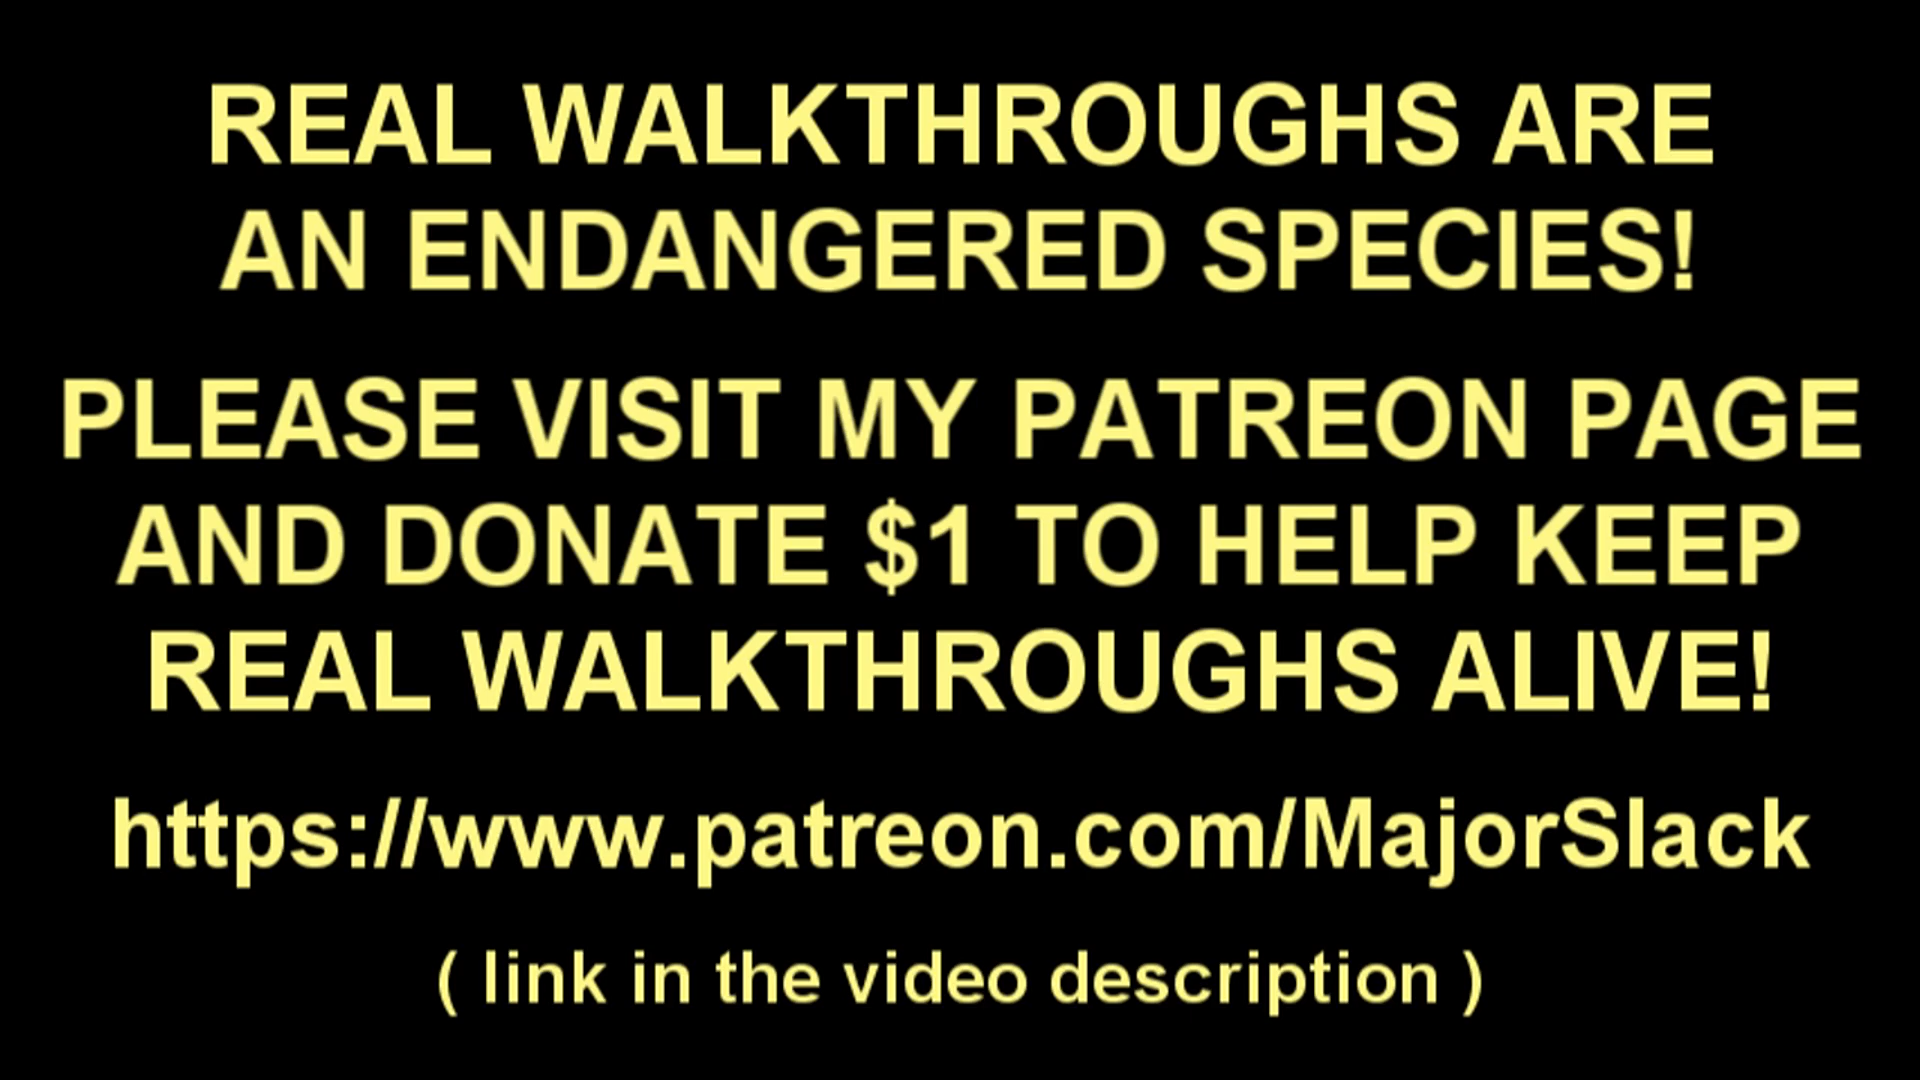 REAL WALKTHROUGHS ARE
AN ENDANGERED SPECIES!
PLEASE VISIT MY PATREON PAGE
AND DONATE $1 TO HELP KEEP
REAL WALKTHROUGHS ALIVE!
https://www.patreon.com/MajorSlack
( link in the video description )